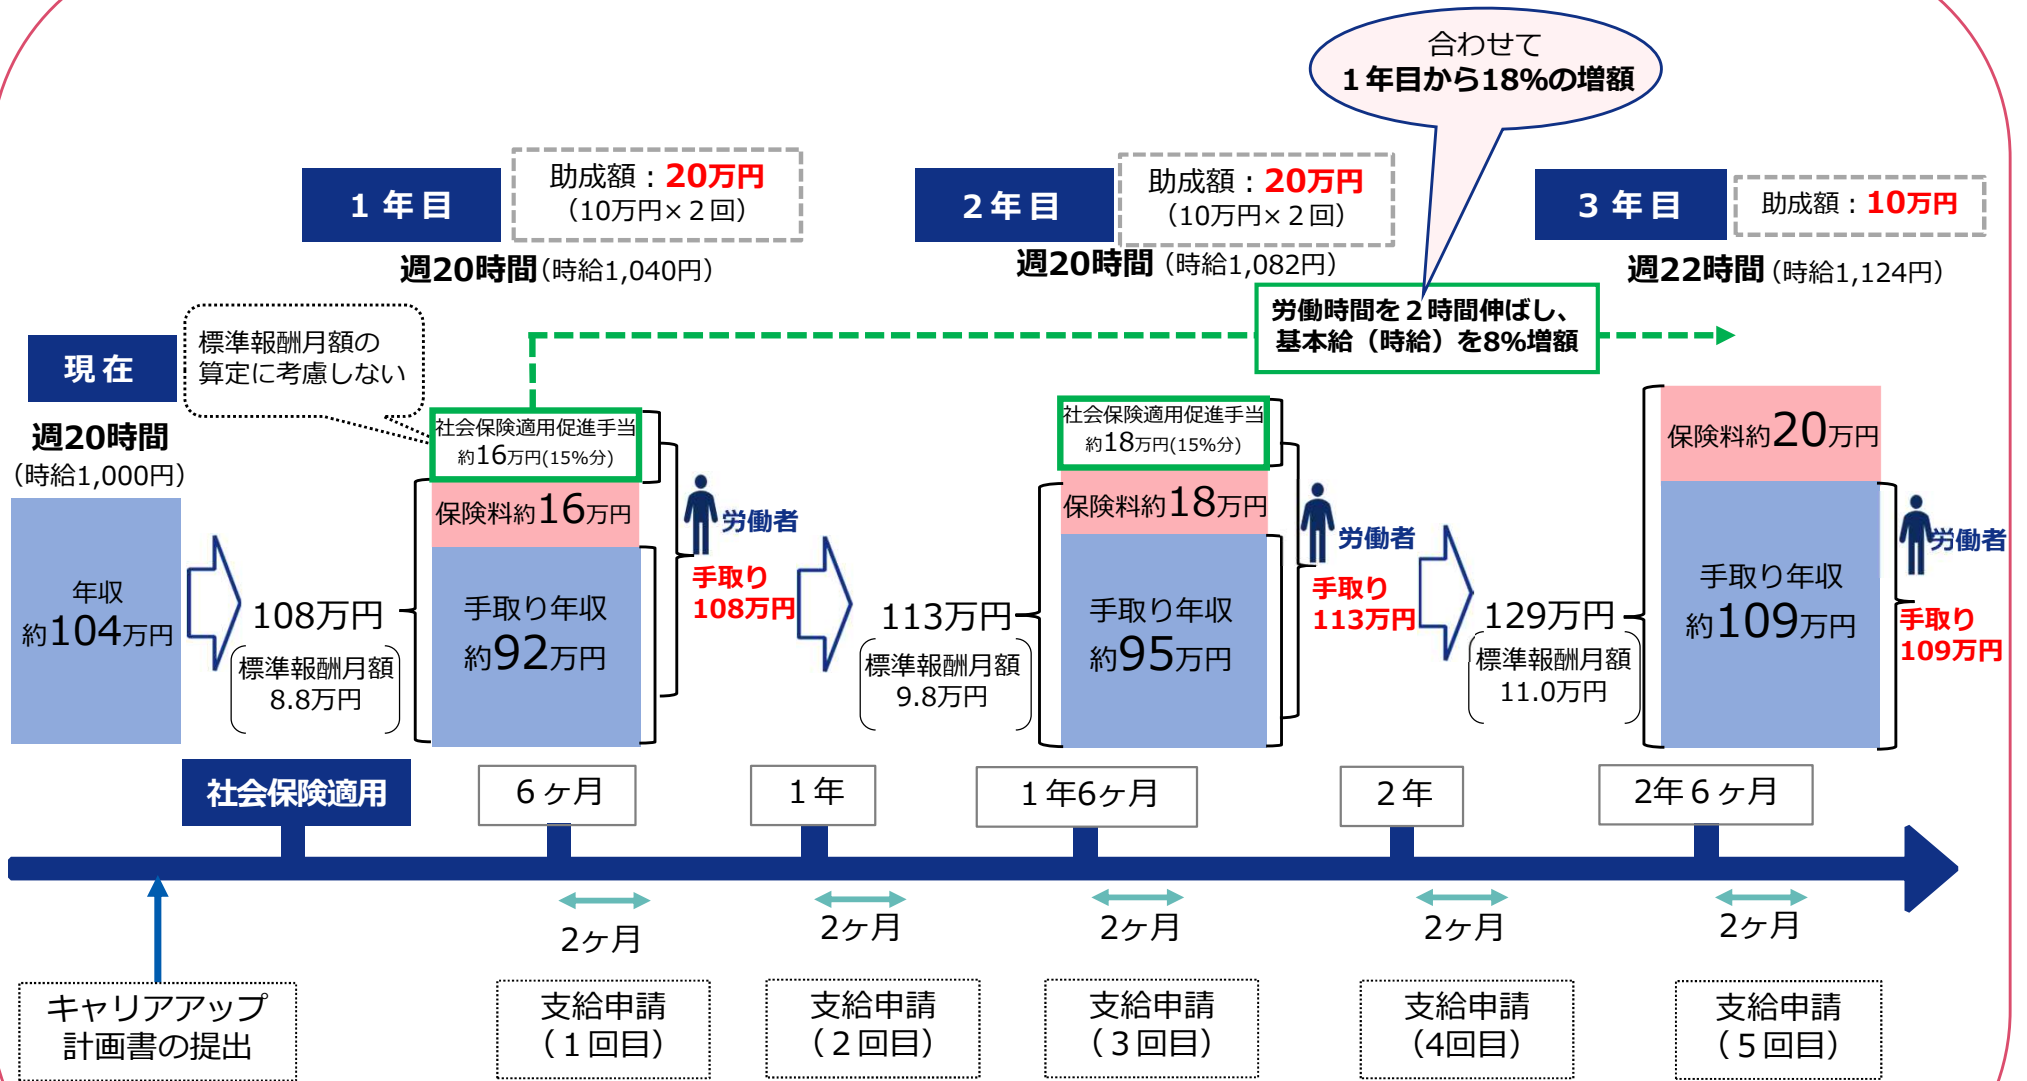 合わせて
１年目から18%の増額
１年目
助成額：20万円
（10万円×２回）
週20時間（時給1,040円）
２年目
助成額：20万円
（10万円×２回）
週20時間（時給1,082円）
３年目
助成額：10万円
週22時間（時給1,124円）
労働時間を２時間伸ばし、
基本給（時給）を8%増額
現在
週20時間
（時給1,000円）
標準報酬月額の
算定に考慮しない
年収
約104万円
108万円
標準報酬月額
8.8万円
社会保険適用促進手当
約16万円(15%分)
保険料約16万円
手取り年収
約92万円
労働者
手取り
108万円
113万円
標準報酬月額
9.8万円
社会保険適用促進手当
約18万円(15%分)
保険料約18万円
手取り年収
約95万円
労働者
手取り
113万円
129万円
標準報酬月額
11.0万円
保険料約20万円
手取り年収
約109万円
労働者
手取り
109万円
社会保険適用
６ヶ月
１年
１年6ヶ月
２年
2年６ヶ月
2ヶ月
2ヶ月
2ヶ月
2ヶ月
2ヶ月
キャリアアップ
計画書の提出
支給申請
（１回目）
支給申請
（２回目）
支給申請
（３回目）
支給申請
（4回目）
支給申請
（５回目）